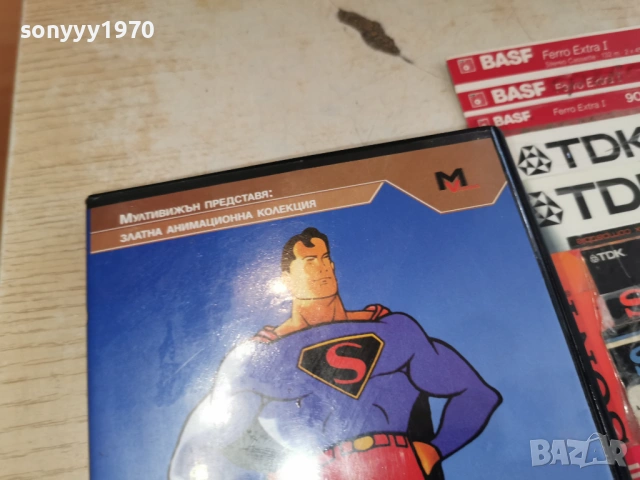 sonyyy1970
BASF Ferro Extra I
BASF Ferro Extra I
BASF Ferro Extra I 90
TDK
TDK
TDK
Мултивижън представя:
златна анимационна колекция
M
S
BAZAR